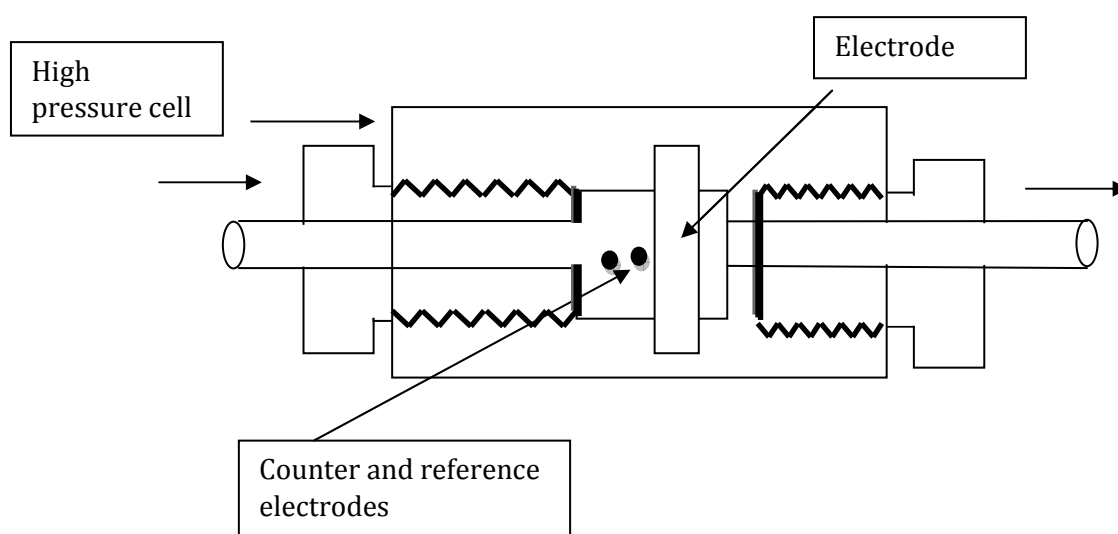 High
pressure cell
Electrode
Counter and reference
electrodes